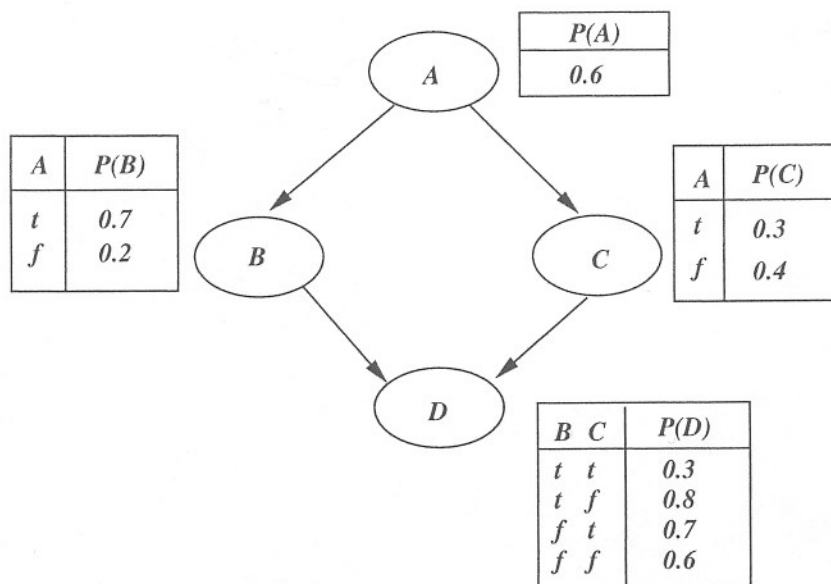 P(A)
0.6
A
A P(B)
t 0.7
f 0.2
A P(C)
t 0.3
f 0.4
B
C
D
B C P(D)
t t 0.3
t f 0.8
f t 0.7
f f 0.6